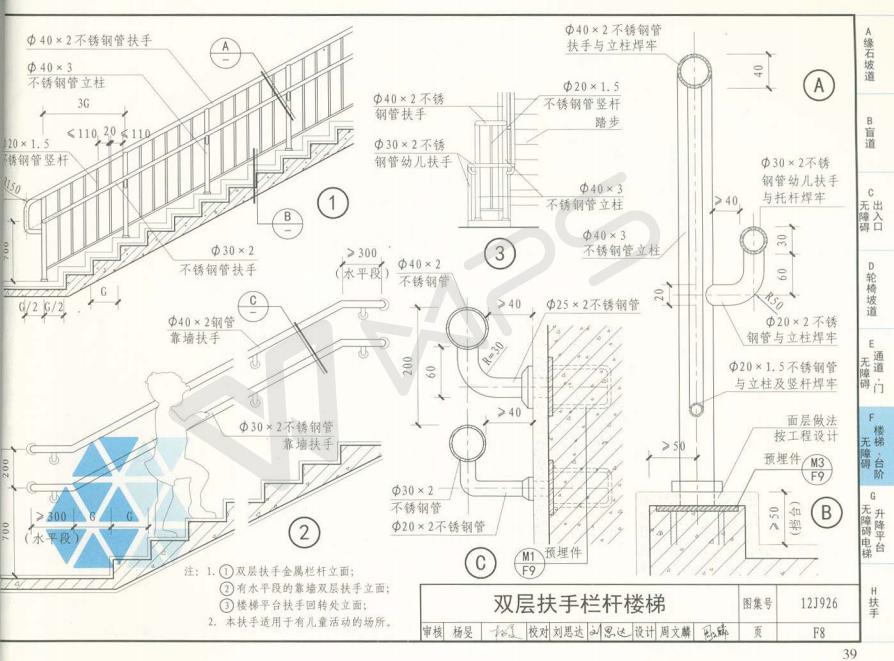 Φ40×2不锈钢管扶手
Φ40×3
不锈钢管立柱
3G
≤110 20 ≤110
Φ20×1.5
不锈钢管竖杆
R150
700
A
—
B
—
1
Φ30×2
不锈钢管扶手
G/2 G/2
G
≥300
(水平段)
C
—
Φ40×2钢管
靠墙扶手
Φ30×2不锈钢管
靠墙扶手
200
700
≥300 G G
(水平段)
2
注: 1. ①双层扶手金属栏杆立面;
②有水平段的靠墙双层扶手立面;
③楼梯平台扶手回转处立面;
2. 本扶手适用于有儿童活动的场所。
Φ40×2不锈
钢管扶手
Φ30×2不锈
钢管幼儿扶手
Φ20×1.5
不锈钢管竖杆
踏步
Φ40×3
不锈钢管立柱
3
Φ40×2
不锈钢管
≥40
Φ25×2不锈钢管
R=30
200
60
≥40
Φ30×2
不锈钢管
Φ20×2不锈钢管
C
M1
F9
预埋件
Φ40×2不锈钢管
扶手与立柱焊牢
40
A
Φ30×2不锈
钢管幼儿扶手
与托杆焊牢
≥40
Φ40×3
不锈钢管立柱
30
60
20
R50
Φ20×2不锈
钢管与立柱焊牢
Φ20×1.5不锈钢管
与立柱及竖杆焊牢
面层做法
按工程设计
≥50
预埋件
M3
F9
≥50
(挡台)
B
WPS
双层扶手栏杆楼梯
图集号
12J926
审核 杨旻 校对 刘思达 刘思达 设计 周文麟
页
F8
39
A
缘石坡道
B
盲道
C
无障碍出入口
D
轮椅坡道
E
无障碍通道、门
F
无障碍楼梯、台阶
G
无障碍电梯升降平台
H
扶手